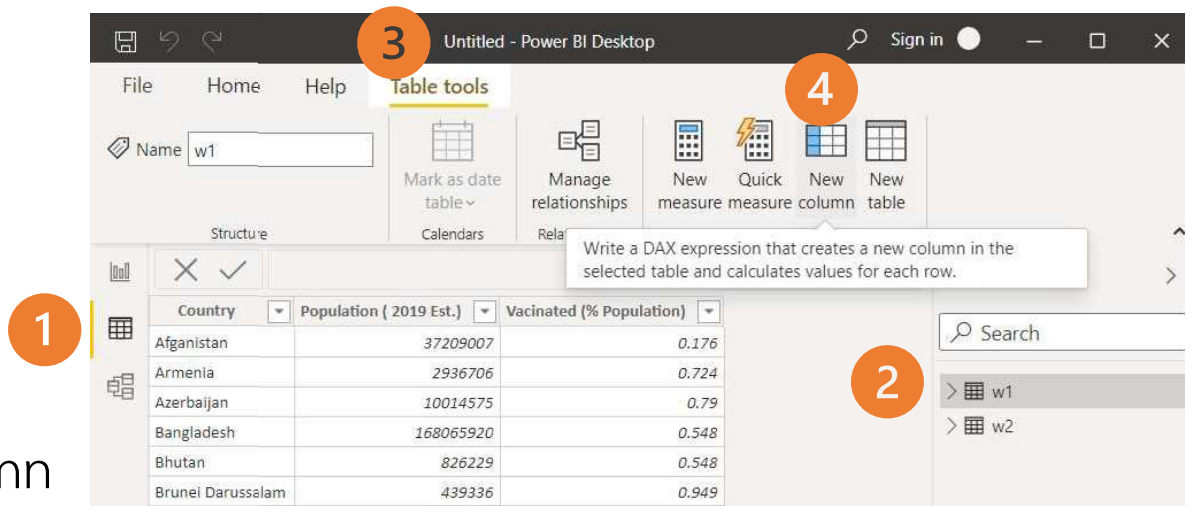 3
Untitled - Power BI Desktop
Sign in
File Home Help Table tools
4
Name w1
Mark as date
table
Manage
relationships
New
measure
Quick
measure
New
column
New
table
Structure
Calendars
Rela
Write a DAX expression that creates a new column in the
selected table and calculates values for each row.
1
Country Population ( 2019 Est.) Vacinated (% Population)
Afganistan 37209007 0.176
Armenia 2936706 0.724
Azerbaijan 10014575 0.79
Bangladesh 168065920 0.548
Bhutan 826229 0.548
Brunei Darussalam 439336 0.949
Search
2
w1
w2
mn